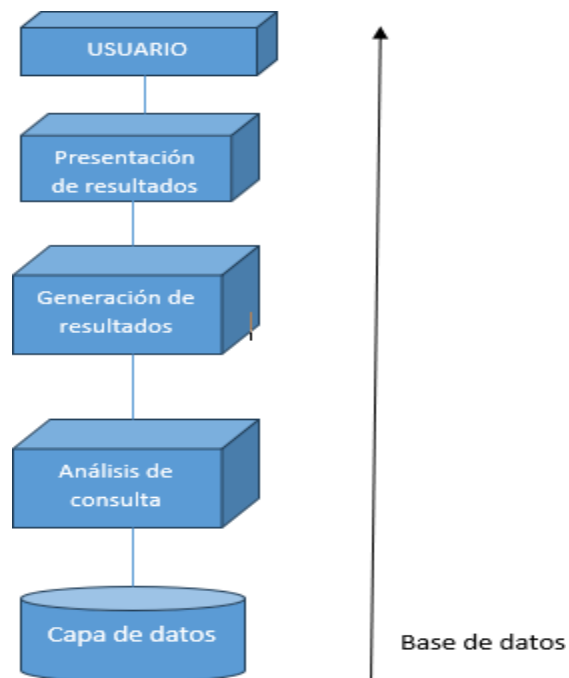 USUARIO
Presentación
de resultados
Generación de
resultados
Análisis de
consulta
Capa de datos
Base de datos